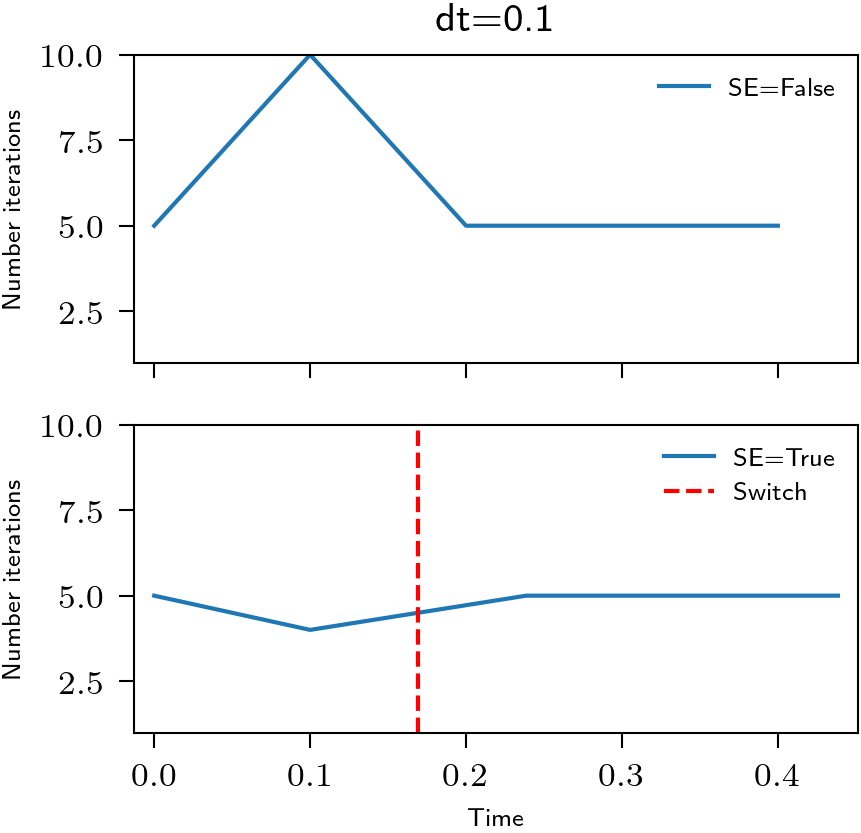 dt=0.1
10.0
7.5
5.0
2.5
Number iterations
SE=False
10.0
7.5
5.0
2.5
Number iterations
SE=True
Switch
0.0 0.1 0.2 0.3 0.4
Time